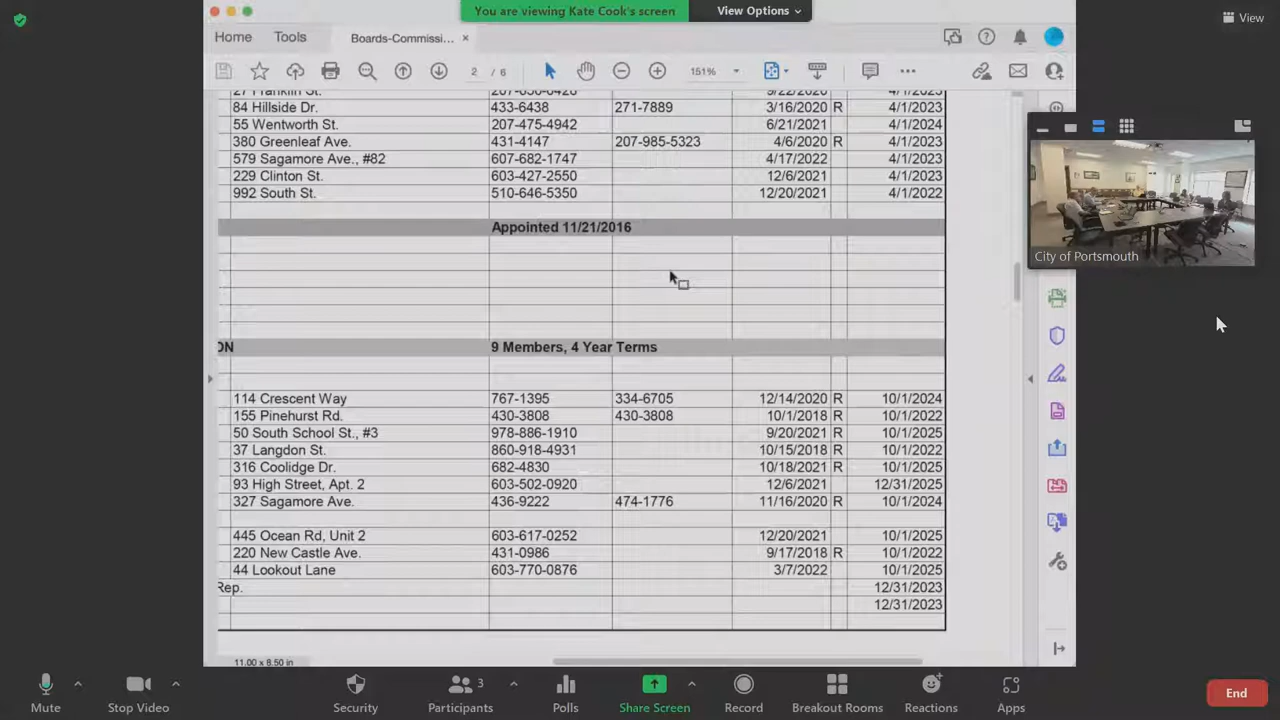 You are viewing Kate Cook's screen View Options
View
Home Tools Boards-Commissi... ×
2 / 6 151%
84 Hillside Dr. 433-6438 271-7889 3/16/2020 R 4/1/2023
55 Wentworth St. 207-475-4942 6/21/2021 4/1/2024
380 Greenleaf Ave. 431-4147 207-985-5323 4/6/2020 R 4/1/2023
579 Sagamore Ave., #82 607-682-1747 4/17/2022 4/1/2023
229 Clinton St. 603-427-2550 12/6/2021 4/1/2023
992 South St. 510-646-5350 12/20/2021 4/1/2022
Appointed 11/21/2016
City of Portsmouth
ON 9 Members, 4 Year Terms
114 Crescent Way 767-1395 334-6705 12/14/2020 R 10/1/2024
155 Pinehurst Rd. 430-3808 430-3808 10/1/2018 R 10/1/2022
50 South School St., #3 978-886-1910 9/20/2021 R 10/1/2025
37 Langdon St. 860-918-4931 10/15/2018 R 10/1/2022
316 Coolidge Dr. 682-4830 10/18/2021 R 10/1/2025
93 High Street, Apt. 2 603-502-0920 12/6/2021 12/31/2025
327 Sagamore Ave. 436-9222 474-1776 11/16/2020 R 10/1/2024
445 Ocean Rd, Unit 2 603-617-0252 12/20/2021 10/1/2025
220 New Castle Ave. 431-0986 9/17/2018 R 10/1/2022
44 Lookout Lane 603-770-0876 3/7/2022 10/1/2025
Rep. 12/31/2023
12/31/2023
11.00 x 8.50 in
Mute Stop Video Security Participants 3 Polls Share Screen Record Breakout Rooms Reactions Apps End